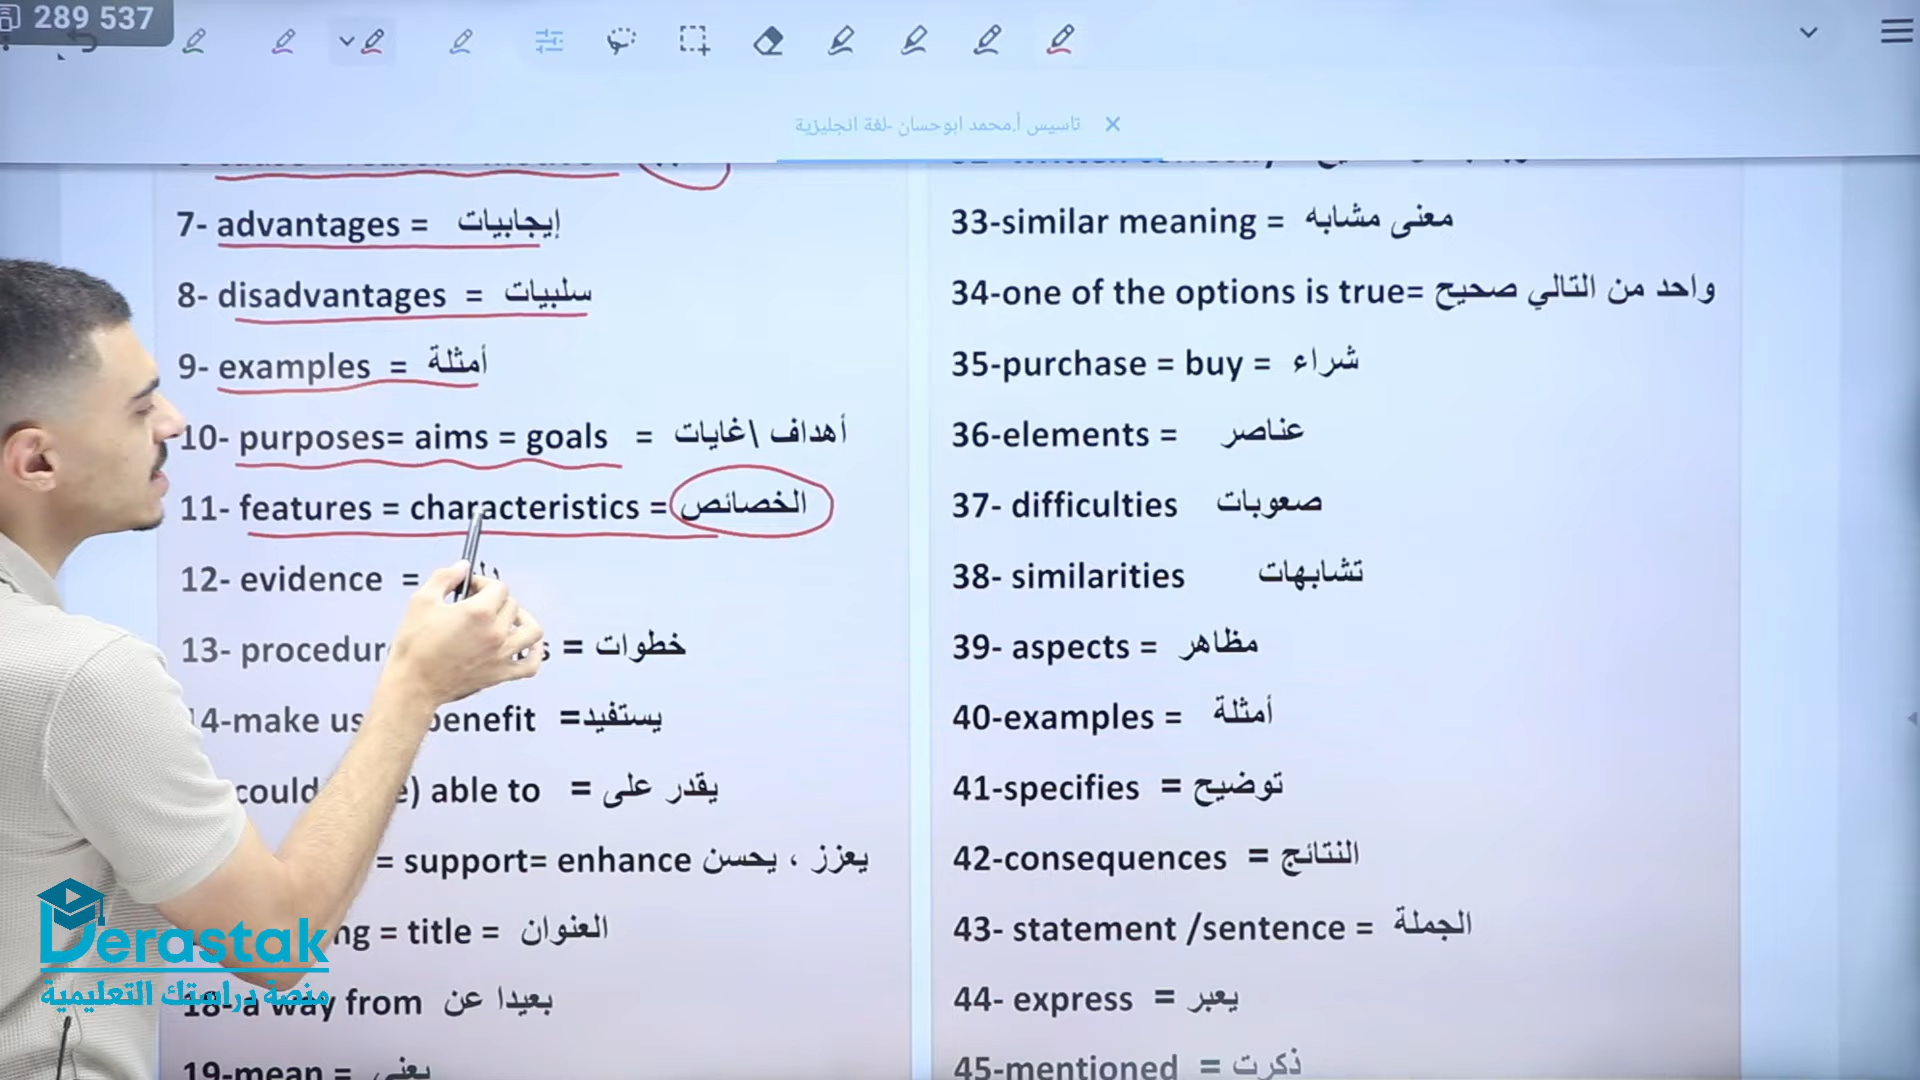 289 537
تاسيس أ.محمد ابوحسان -لغة انجليزية
7- advantages = إيجابيات
8- disadvantages = سلبيات
9- examples = أمثلة
10- purposes= aims = goals = أهداف \غايات
11- features = characteristics = الخصائص
12- evidence =
13- = خطوات
14-make benefit =يستفيد
could able to = يقدر على
= support= enhance يعزز ، يحسن
= title = العنوان
18- a way from بعيدا عن
19-mean = يعني
33-similar meaning = معنى مشابه
34-one of the options is true= واحد من التالي صحيح
35-purchase = buy = شراء
36-elements = عناصر
37- difficulties صعوبات
38- similarities تشابهات
39- aspects = مظاهر
40-examples = أمثلة
41-specifies = توضيح
42-consequences = النتائج
43- statement /sentence = الجملة
44- express = يعبر
45-mentioned = ذكرت
Derastak
منصة دراستك التعليمية